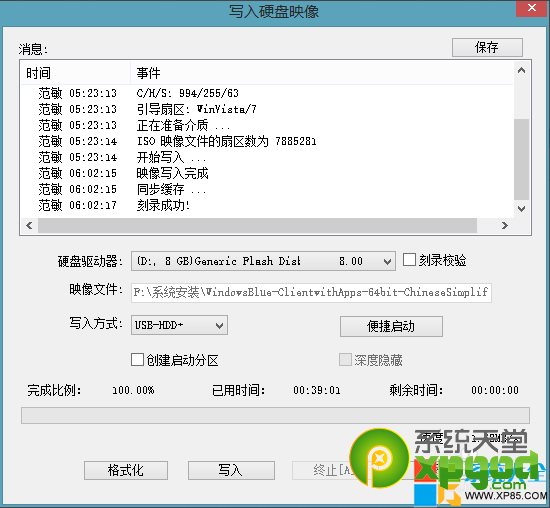 写入硬盘映像
消息:
保存
时间 事件
范敏 05:23:13 C/H/S: 994/255/63
范敏 05:23:13 引导扇区: WinVista/7
范敏 05:23:13 正在准备介质 ...
范敏 05:23:14 ISO 映像文件的扇区数为 7885281
范敏 05:23:14 开始写入 ...
范敏 06:02:15 映像写入完成
范敏 06:02:15 同步缓存 ...
范敏 06:02:17 刻录成功!
硬盘驱动器: (D:, 8 GB)Generic Flash Disk 8.00 刻录校验
映像文件: F:\系统安装\WindowsBlue-ClientwithApps-64bit-ChineseSimplif
写入方式: USB-HDD+ 便捷启动
创建启动分区 深度隐藏
完成比例: 100.00% 已用时间: 00:39:01 剩余时间: 00:00:00
系统天堂
xpgod
格式化 写入 终止[A
系统大全
WWW.XP85.COM